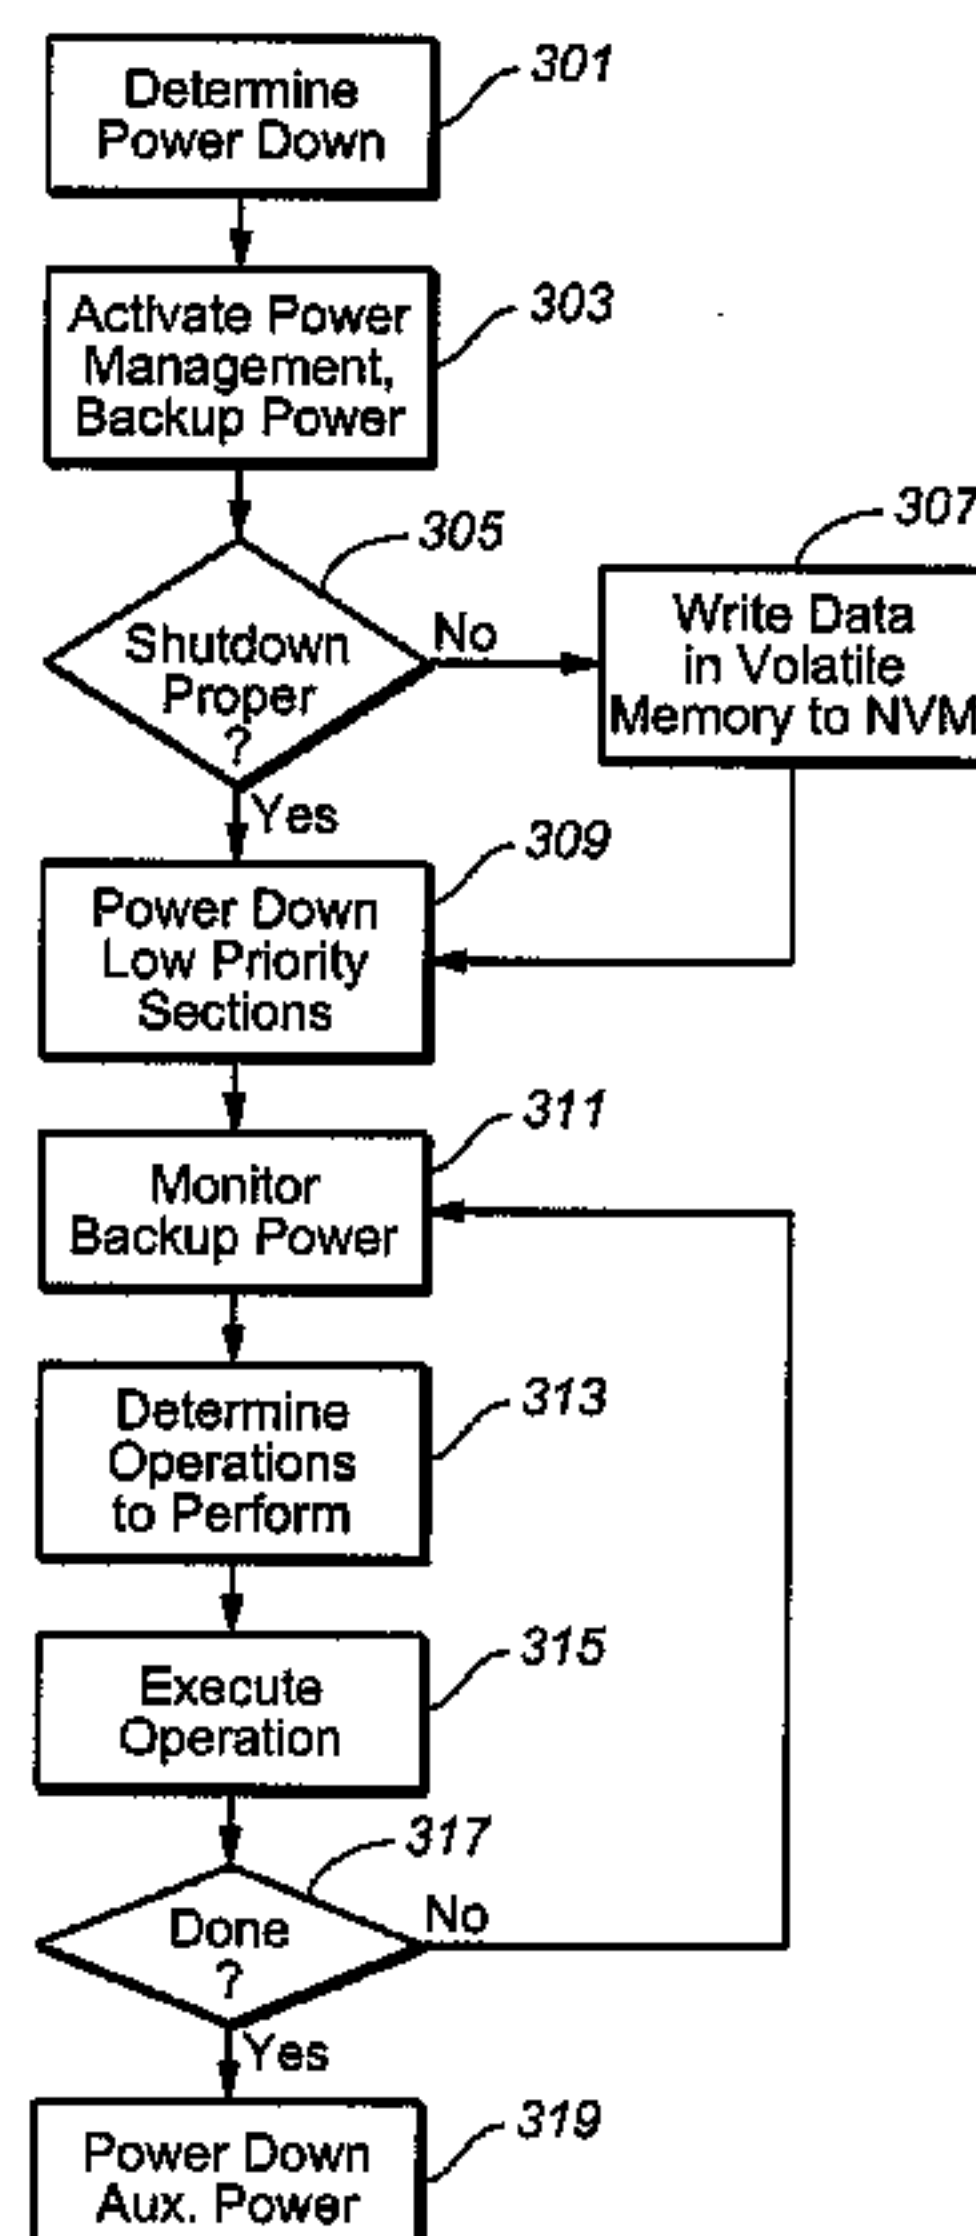 Determine
Power Down
301
Activate Power
Management,
Backup Power
303
305
Shutdown
Proper
?
No
Yes
307
Write Data
in Volatile
Memory to NVM
309
Power Down
Low Priority
Sections
311
Monitor
Backup Power
313
Determine
Operations
to Perform
315
Execute
Operation
317
Done
?
No
Yes
319
Power Down
Aux. Power